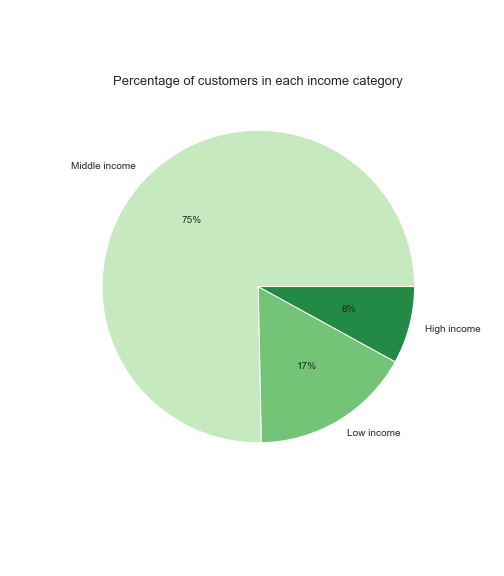 Percentage of customers in each income category
Middle income
75%
8%
High income
17%
Low income